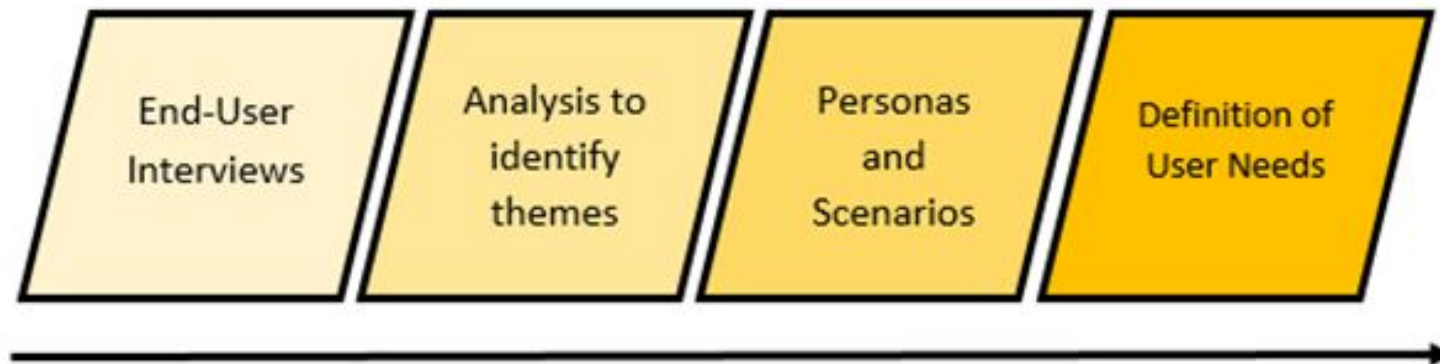 End-User
Interviews
Analysis to
identify
themes
Personas
and
Scenarios
Definition of
User Needs